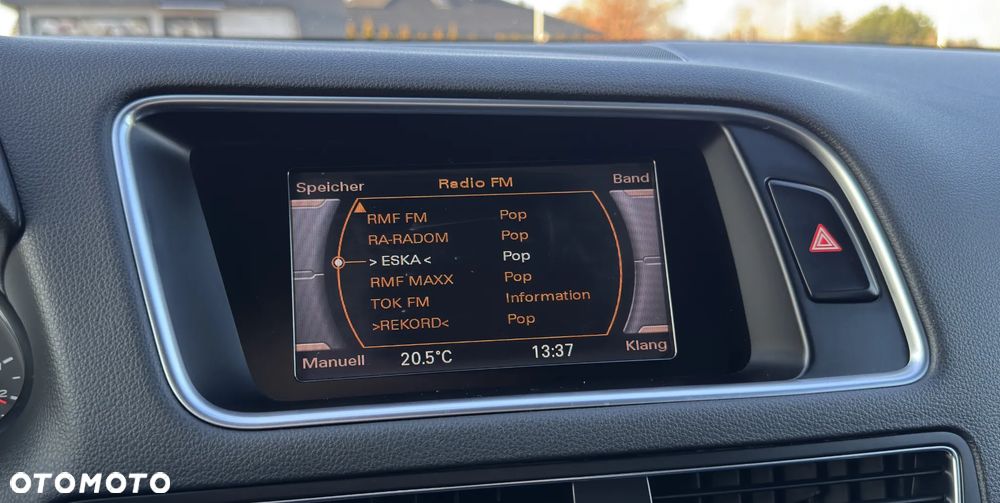 Speicher Radio FM Band
RMF FM Pop
RA-RADOM Pop
> ESKA < Pop
RMF MAXX Pop
TOK FM Information
>REKORD< Pop
Manuell 20.5°C 13:37 Klang
2
OTOMOTO